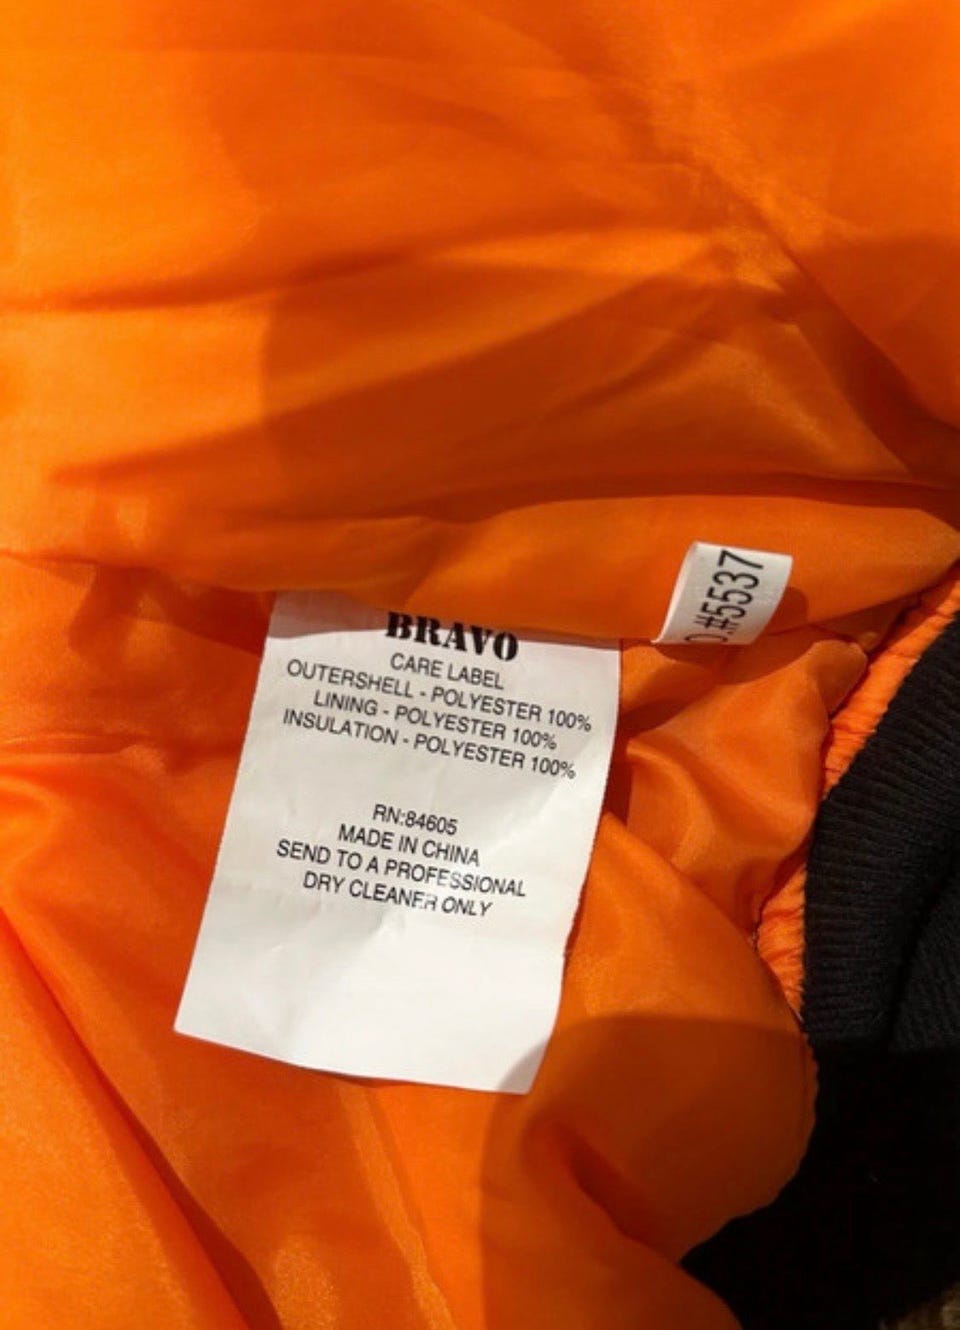 BRAVO
CARE LABEL
OUTERSHELL - POLYESTER 100%
LINING - POLYESTER 100%
INSULATION - POLYESTER 100%
RN:84605
MADE IN CHINA
SEND TO A PROFESSIONAL
DRY CLEANER ONLY
.#5537